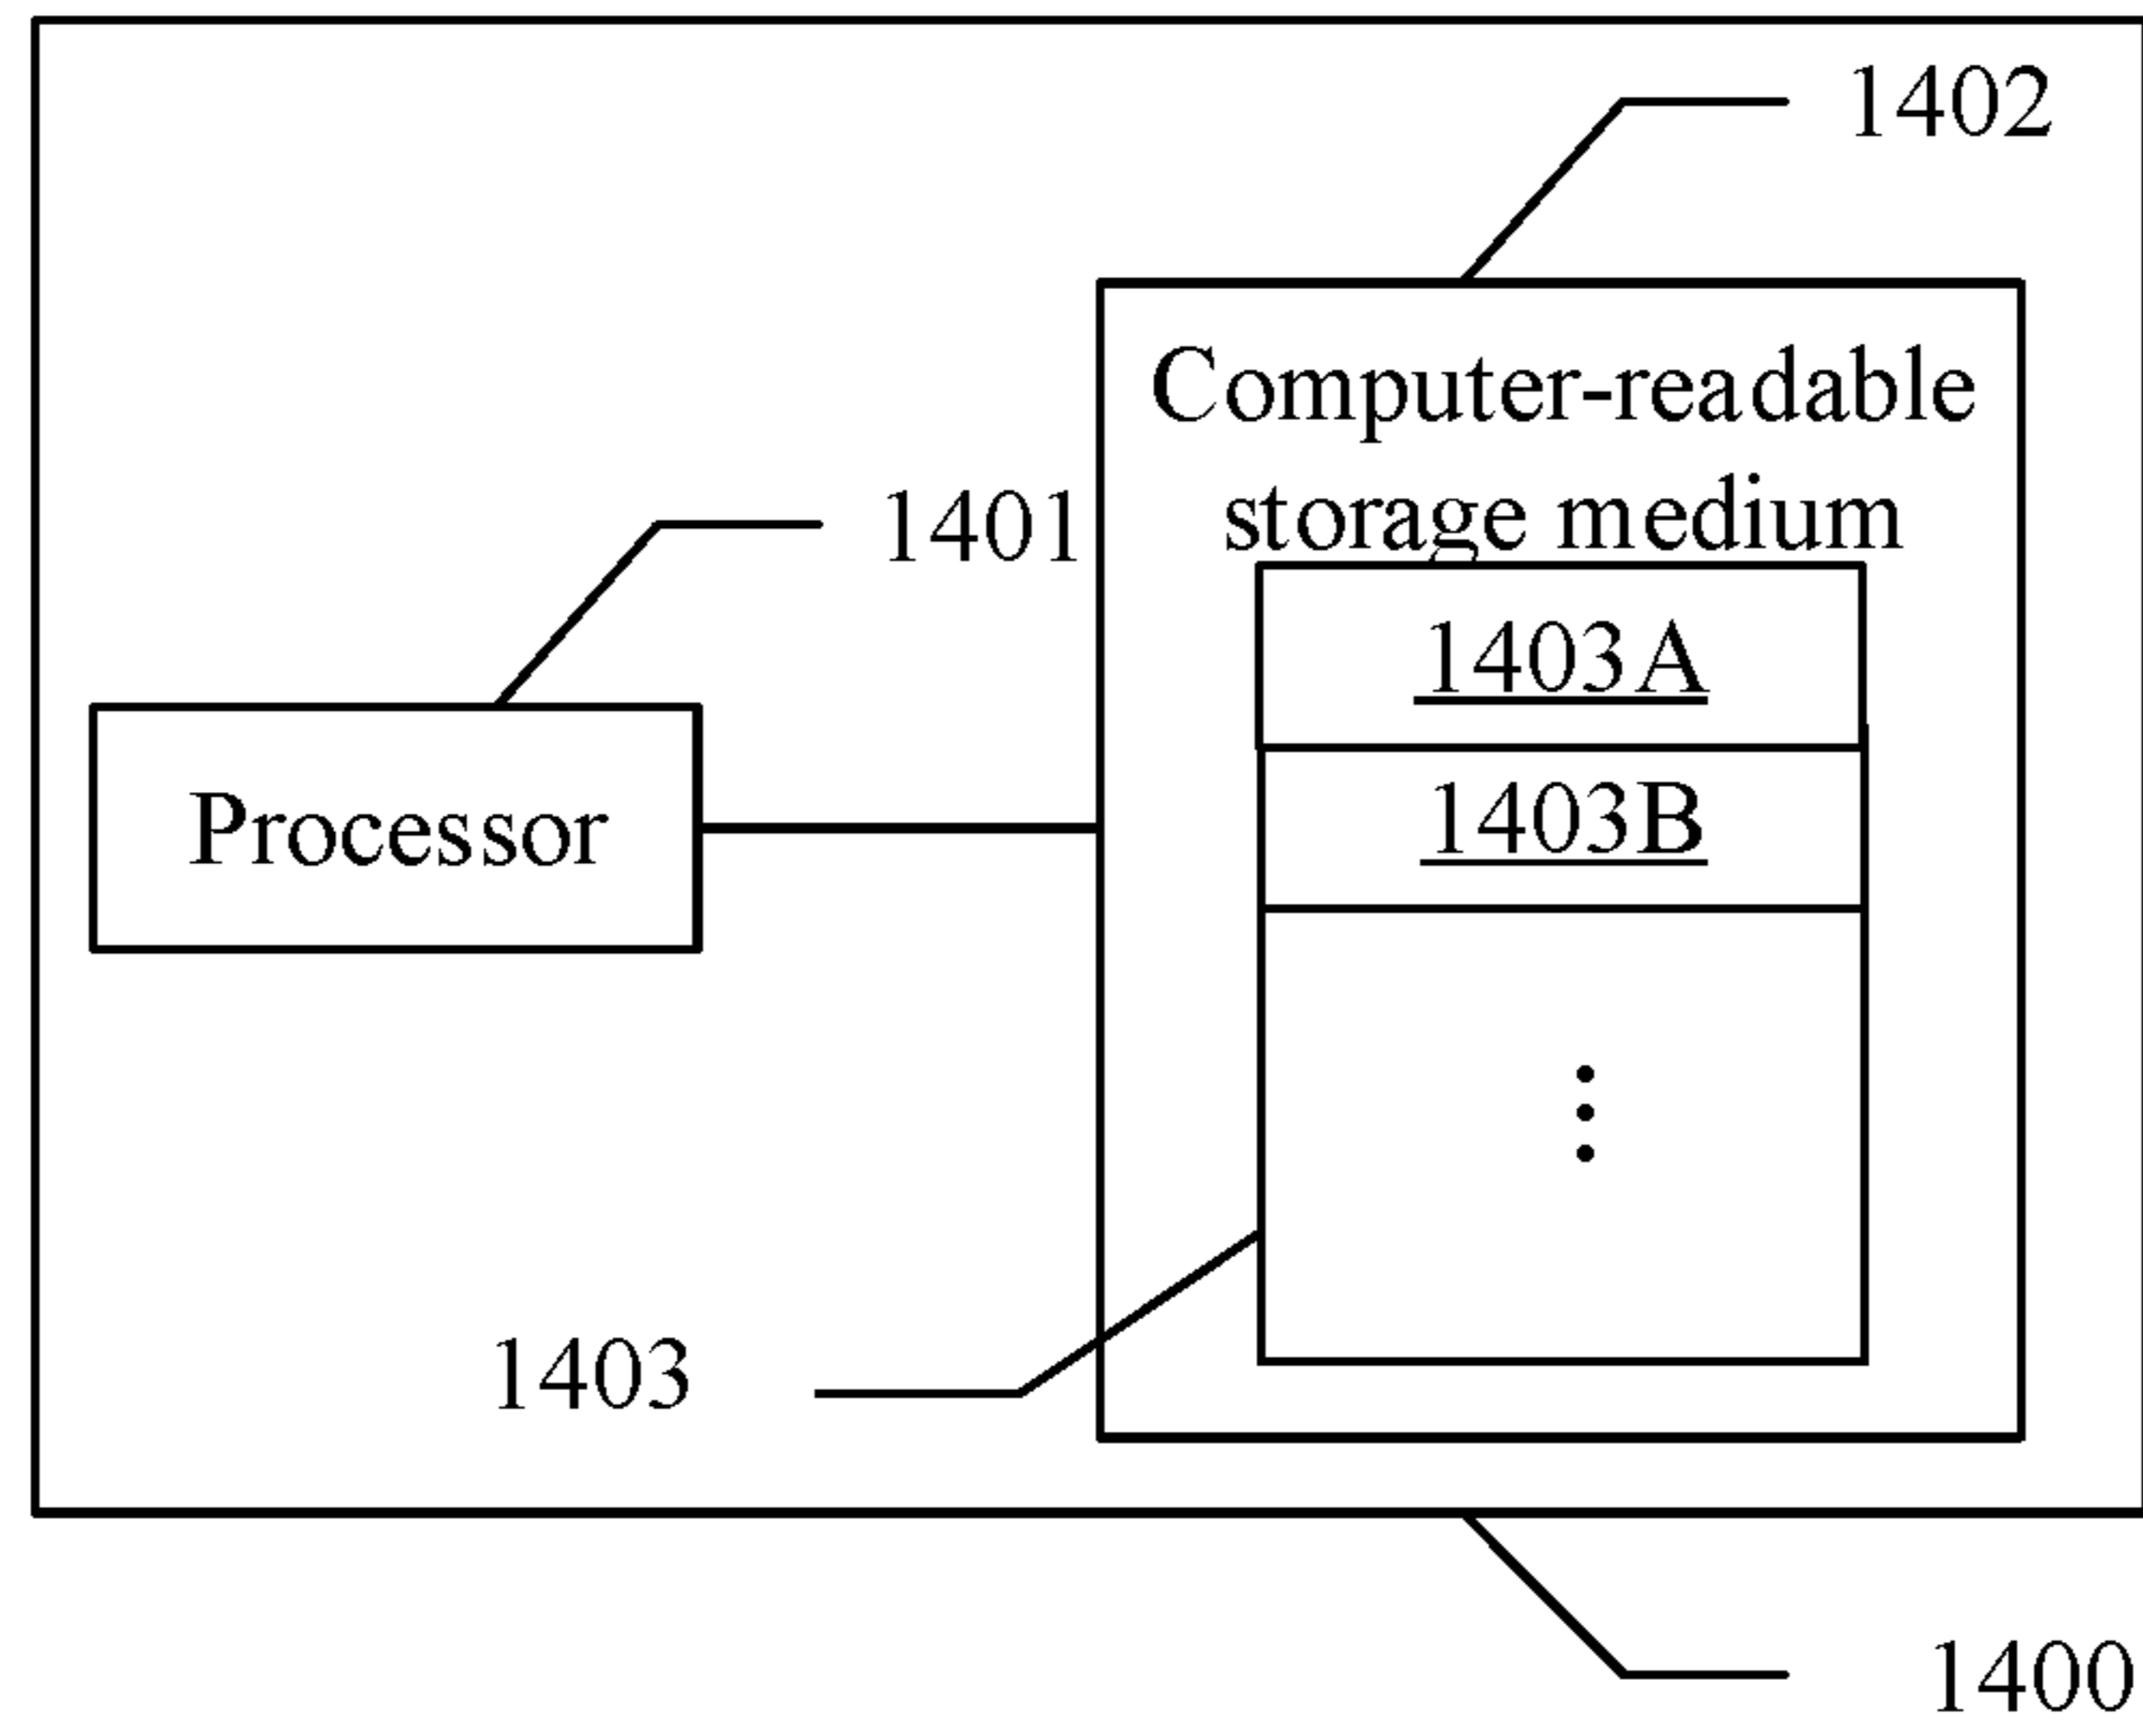 1402
Computer-readable
storage medium
1401
1403A
1403B
Processor
1403
1400